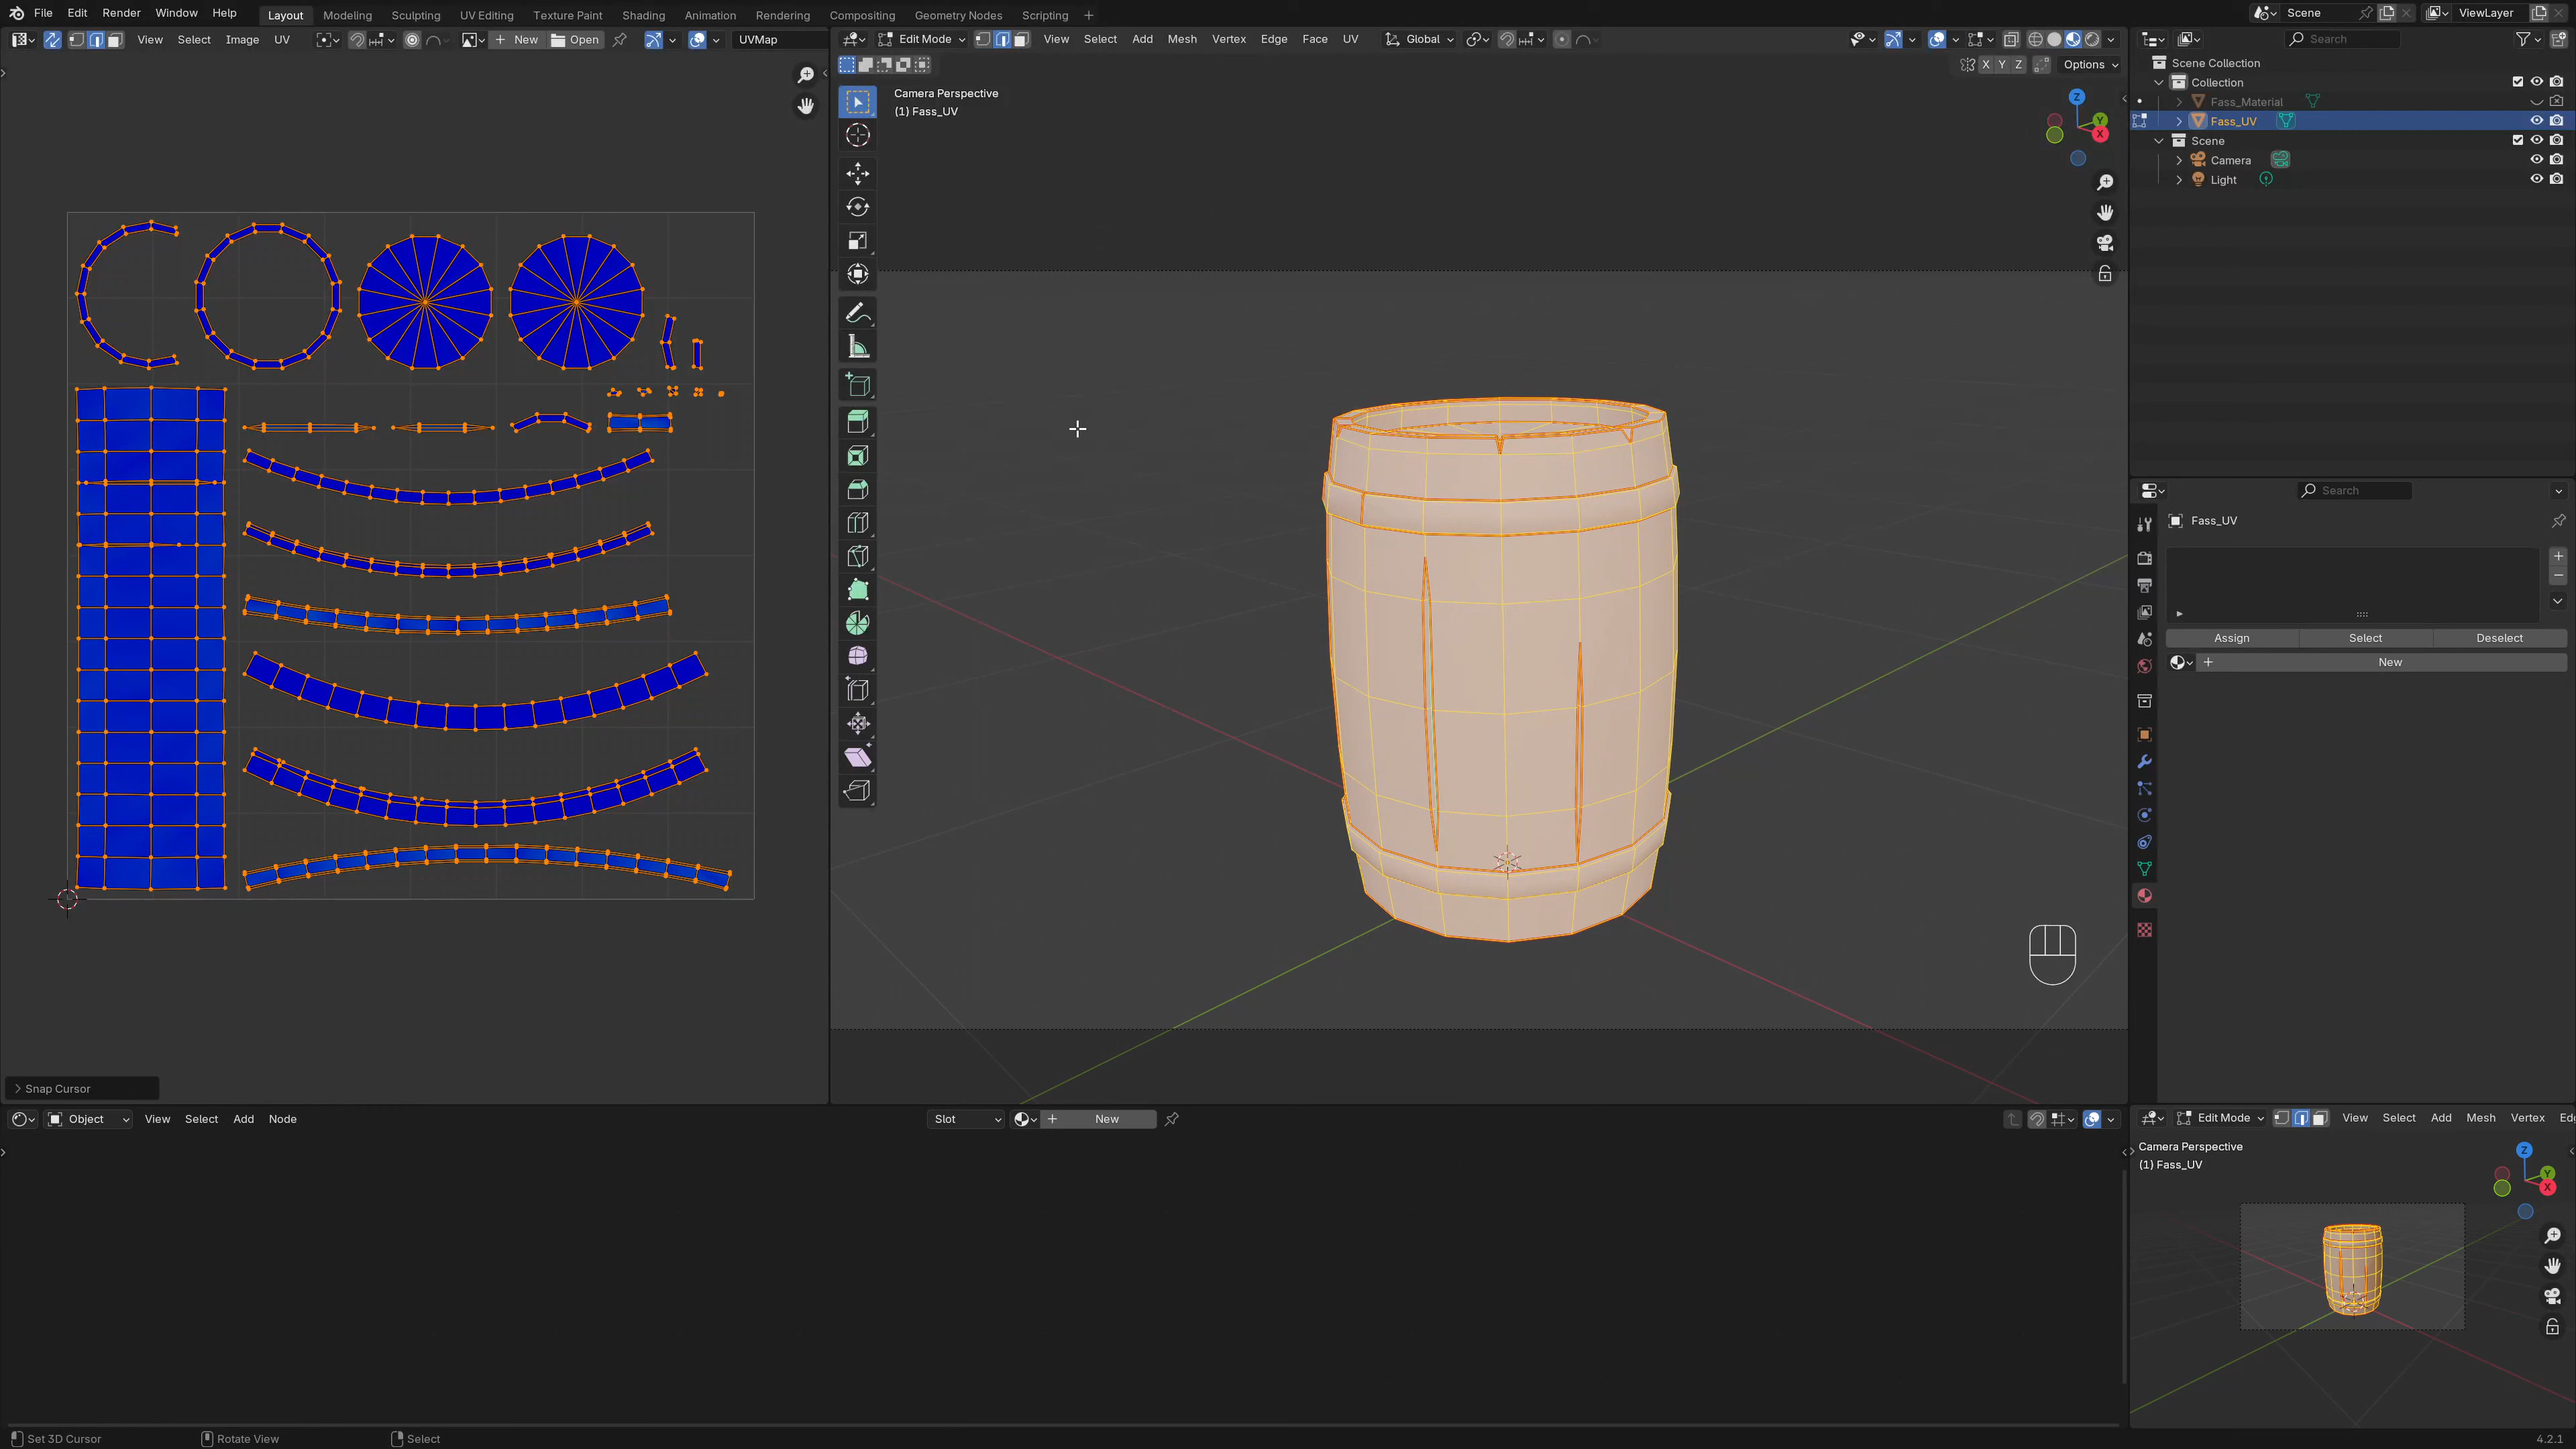 File Edit Render Window Help Layout Modeling Sculpting UV Editing Texture Paint Shading Animation Rendering Compositing Geometry Nodes Scripting + Scene ViewLayer
View Select Image UV + New Open UVMap
Edit Mode View Select Add Mesh Vertex Edge Face UV Global
Search
X Y Z Options
Camera Perspective
(1) Fass_UV
Z
Y
X
Scene Collection
Collection
Fass_Material
Fass_UV
Scene
Camera
Light
Search
Fass_UV
Assign Select Deselect
+ New
Snap Cursor
Object View Select Add Node Slot + New
Edit Mode View Select Add Mesh Vertex Ed
Camera Perspective
(1) Fass_UV
Z
Y
X
Set 3D Cursor Rotate View Select 4.2.1